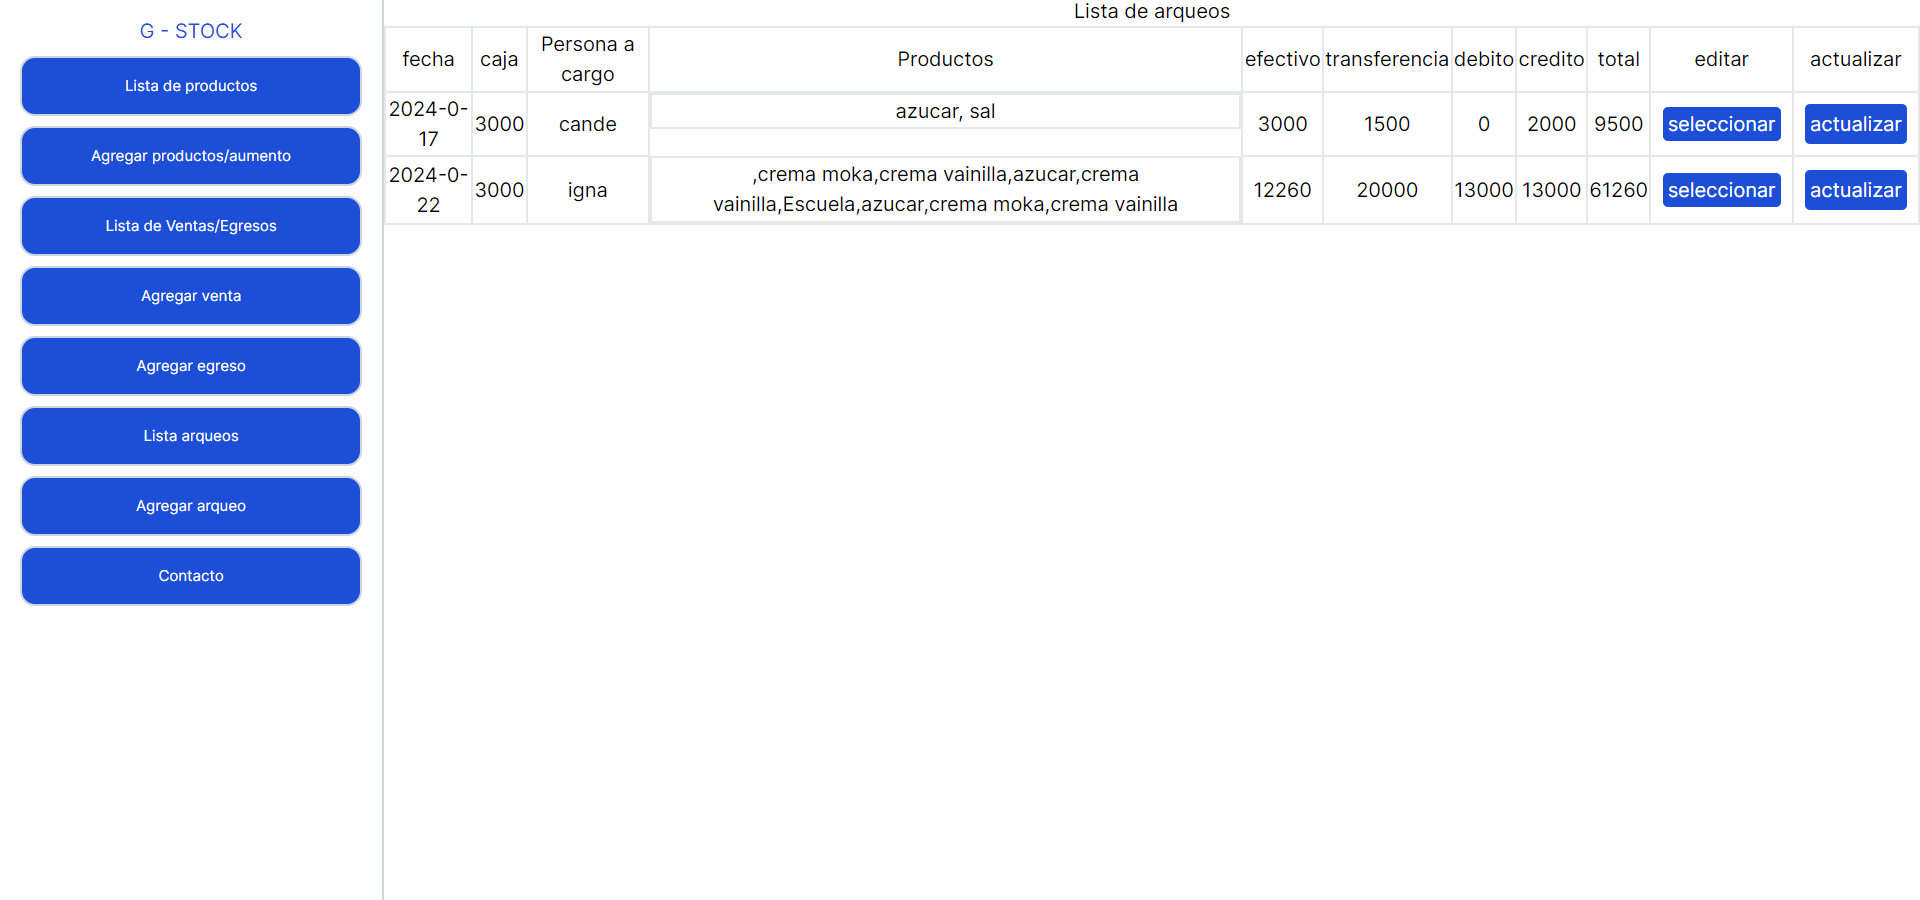 G - STOCK
Lista de productos
Agregar productos/aumento
Lista de Ventas/Egresos
Agregar venta
Agregar egreso
Lista arqueos
Agregar arqueo
Contacto
Lista de arqueos
fecha caja Persona a cargo Productos efectivo transferencia debito credito total editar actualizar
2024-0-17 3000 cande azucar, sal 3000 1500 0 2000 9500 seleccionar actualizar
2024-0-22 3000 igna ,crema moka,crema vainilla,azucar,crema vainilla,Escuela,azucar,crema moka,crema vainilla 12260 20000 13000 13000 61260 seleccionar actualizar